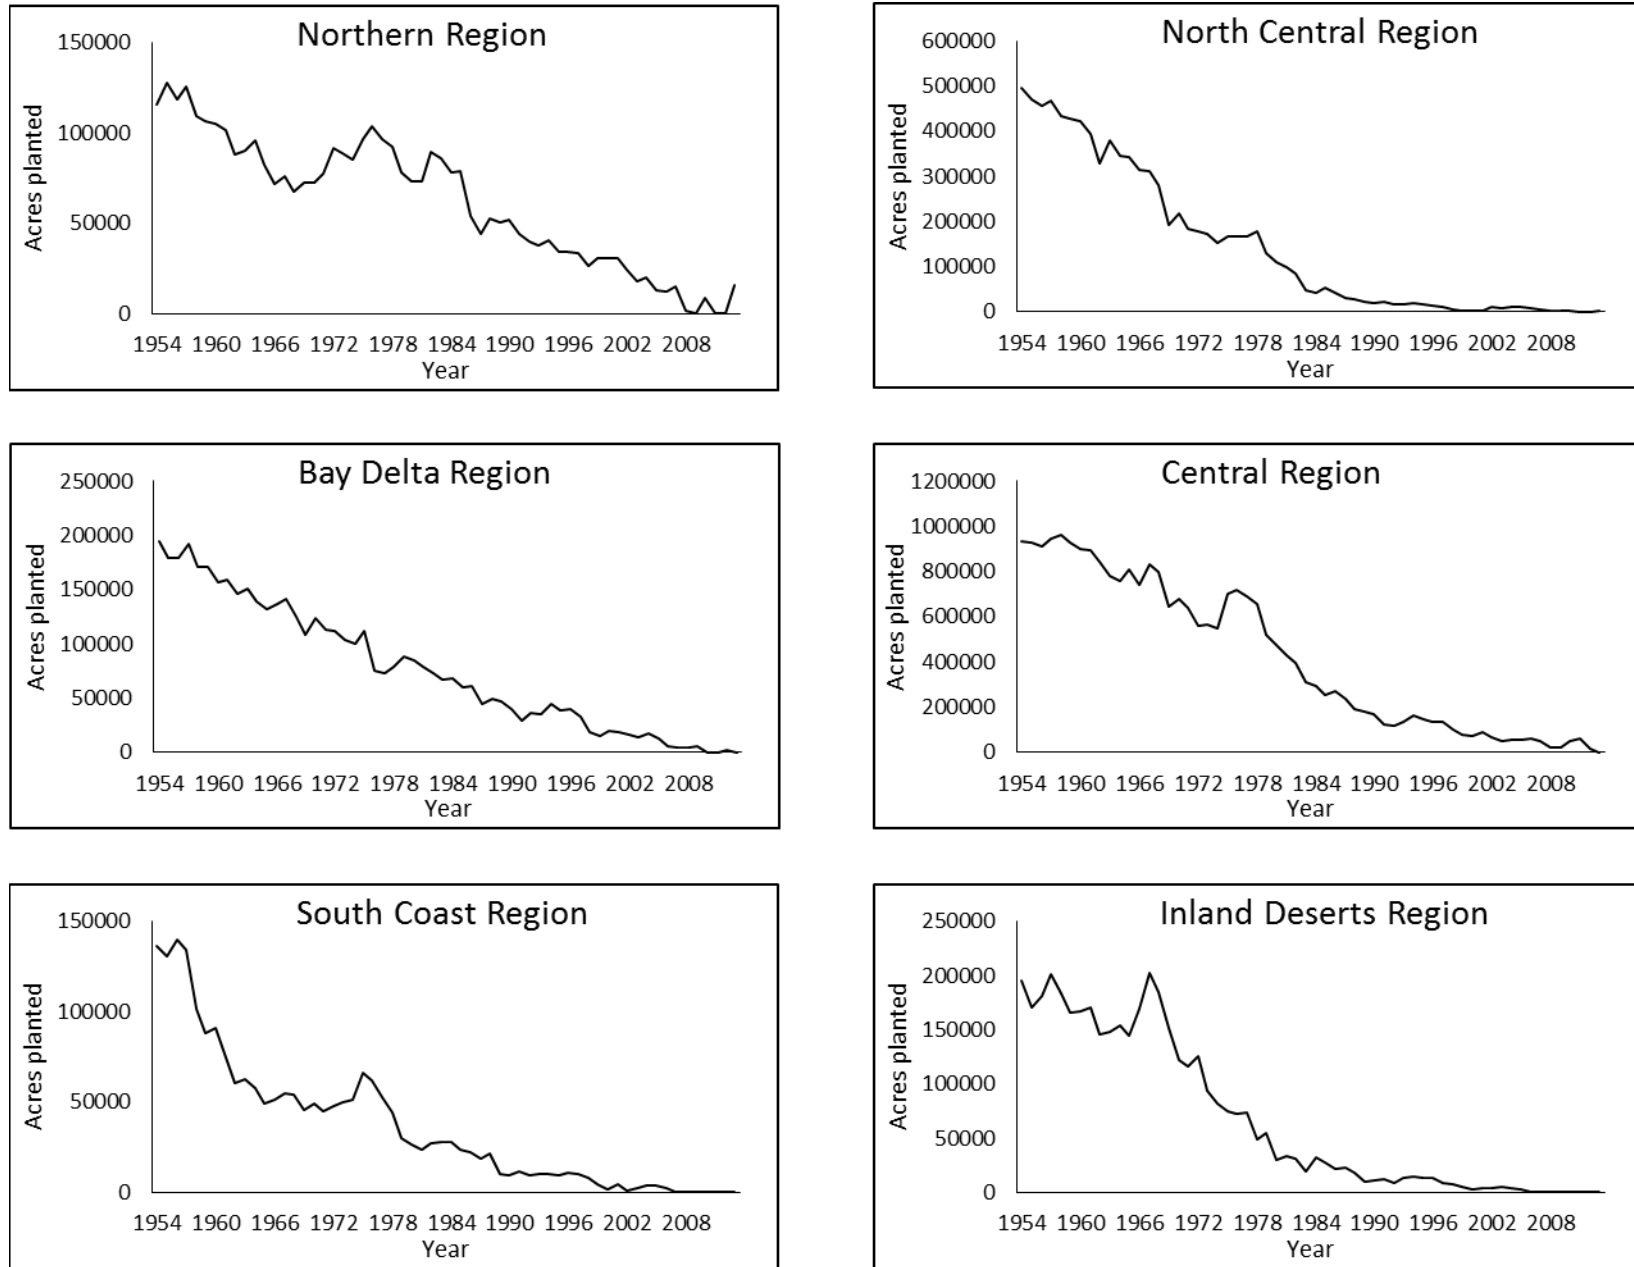 Northern Region
Acres planted
150000
100000
50000
0
1954 1960 1966 1972 1978 1984 1990 1996 2002 2008
Year
North Central Region
Acres planted
600000
500000
400000
300000
200000
100000
0
1954 1960 1966 1972 1978 1984 1990 1996 2002 2008
Year
Bay Delta Region
Acres planted
250000
200000
150000
100000
50000
0
1954 1960 1966 1972 1978 1984 1990 1996 2002 2008
Year
Central Region
Acres planted
1200000
1000000
800000
600000
400000
200000
0
1954 1960 1966 1972 1978 1984 1990 1996 2002 2008
Year
South Coast Region
Acres planted
150000
100000
50000
0
1954 1960 1966 1972 1978 1984 1990 1996 2002 2008
Year
Inland Deserts Region
Acres planted
250000
200000
150000
100000
50000
0
1954 1960 1966 1972 1978 1984 1990 1996 2002 2008
Year